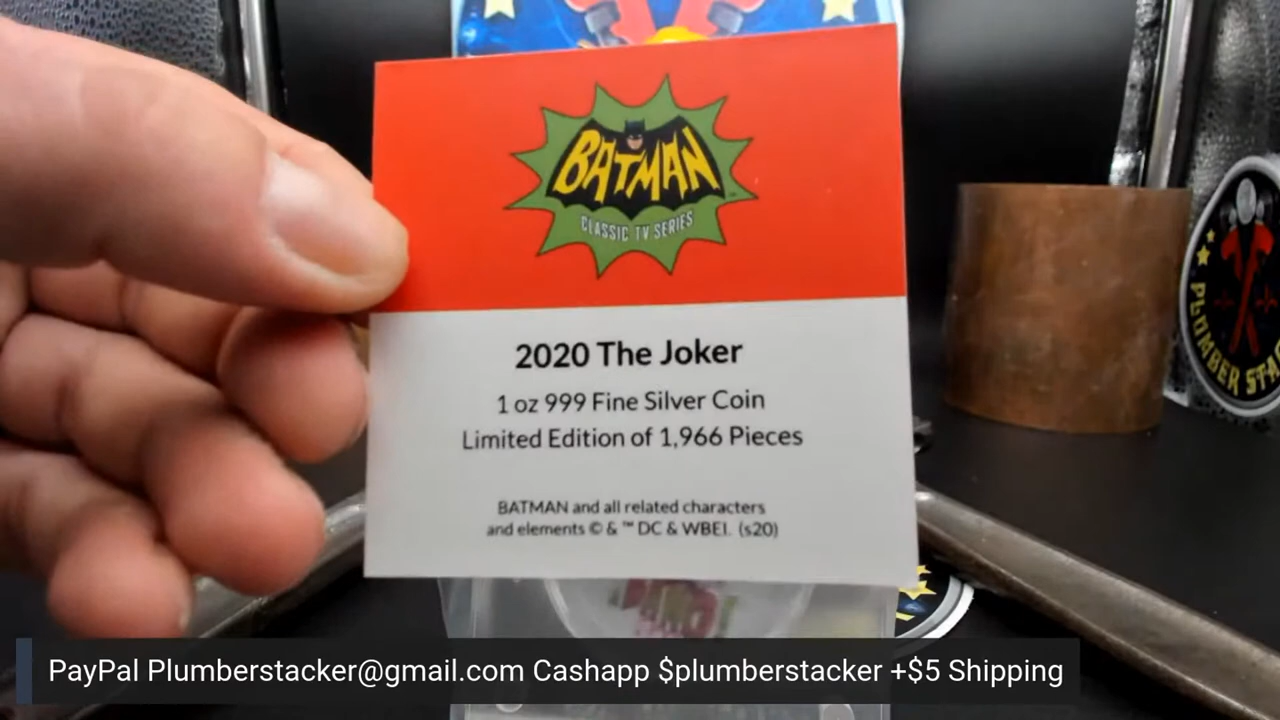 BATMAN
CLASSIC TV SERIES
2020 The Joker
1 oz 999 Fine Silver Coin
Limited Edition of 1,966 Pieces
BATMAN and all related characters
and elements © & ™ DC & WBEI. (s20)
PLUMBER STA
PayPal Plumberstacker@gmail.com Cashapp $plumberstacker +$5 Shipping